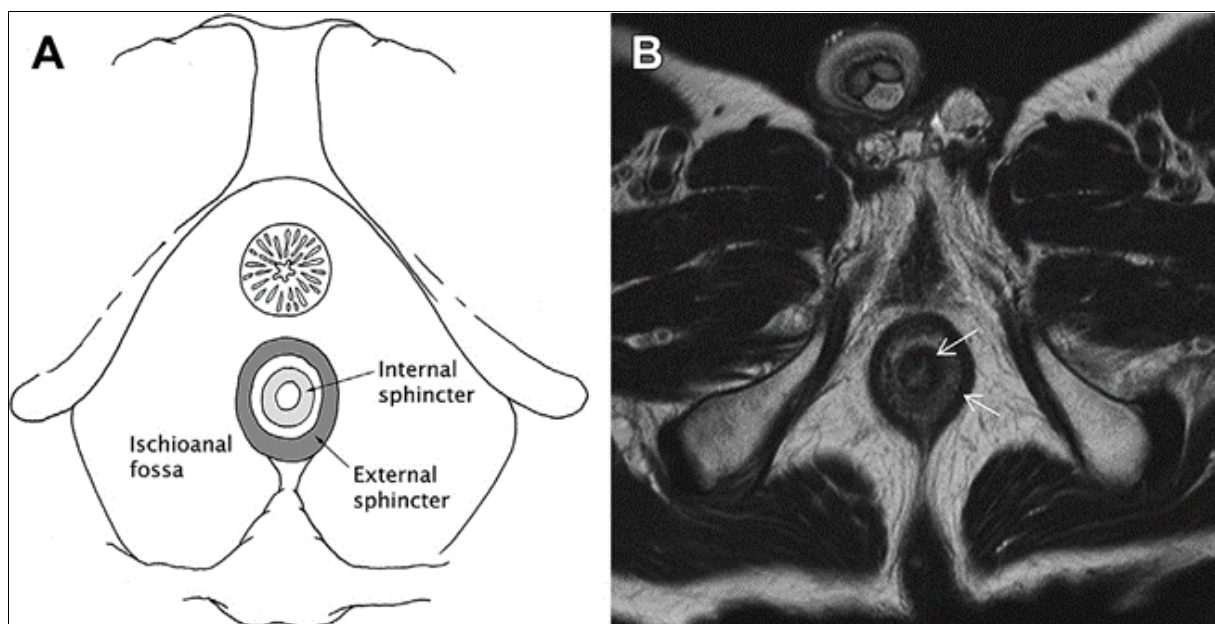 A
B
Internal
sphincter
Ischioanal
fossa
External
sphincter